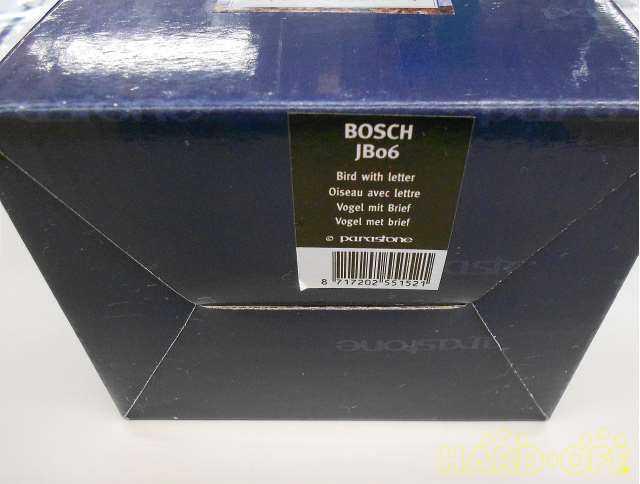 BOSCH
JB06
Bird with letter
Oiseau avec lettre
Vogel mit Brief
Vogel met brief
© parastone
8 717202 551521
parastone
HARD·OFF